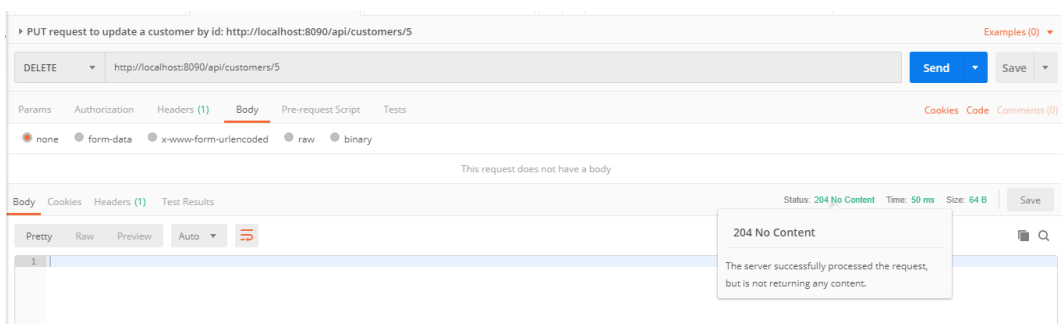 PUT request to update a customer by id: http://localhost:8090/api/customers/5 Examples (0)
DELETE http://localhost:8090/api/customers/5 Send Save
Params Authorization Headers (1) Body Pre-request Script Tests Cookies Code Comments (0)
none form-data x-www-form-urlencoded raw binary
This request does not have a body
Body Cookies Headers (1) Test Results Status: 204 No Content Time: 50 ms Size: 64 B Save
Pretty Raw Preview Auto
204 No Content
1
The server successfully processed the request,
but is not returning any content.